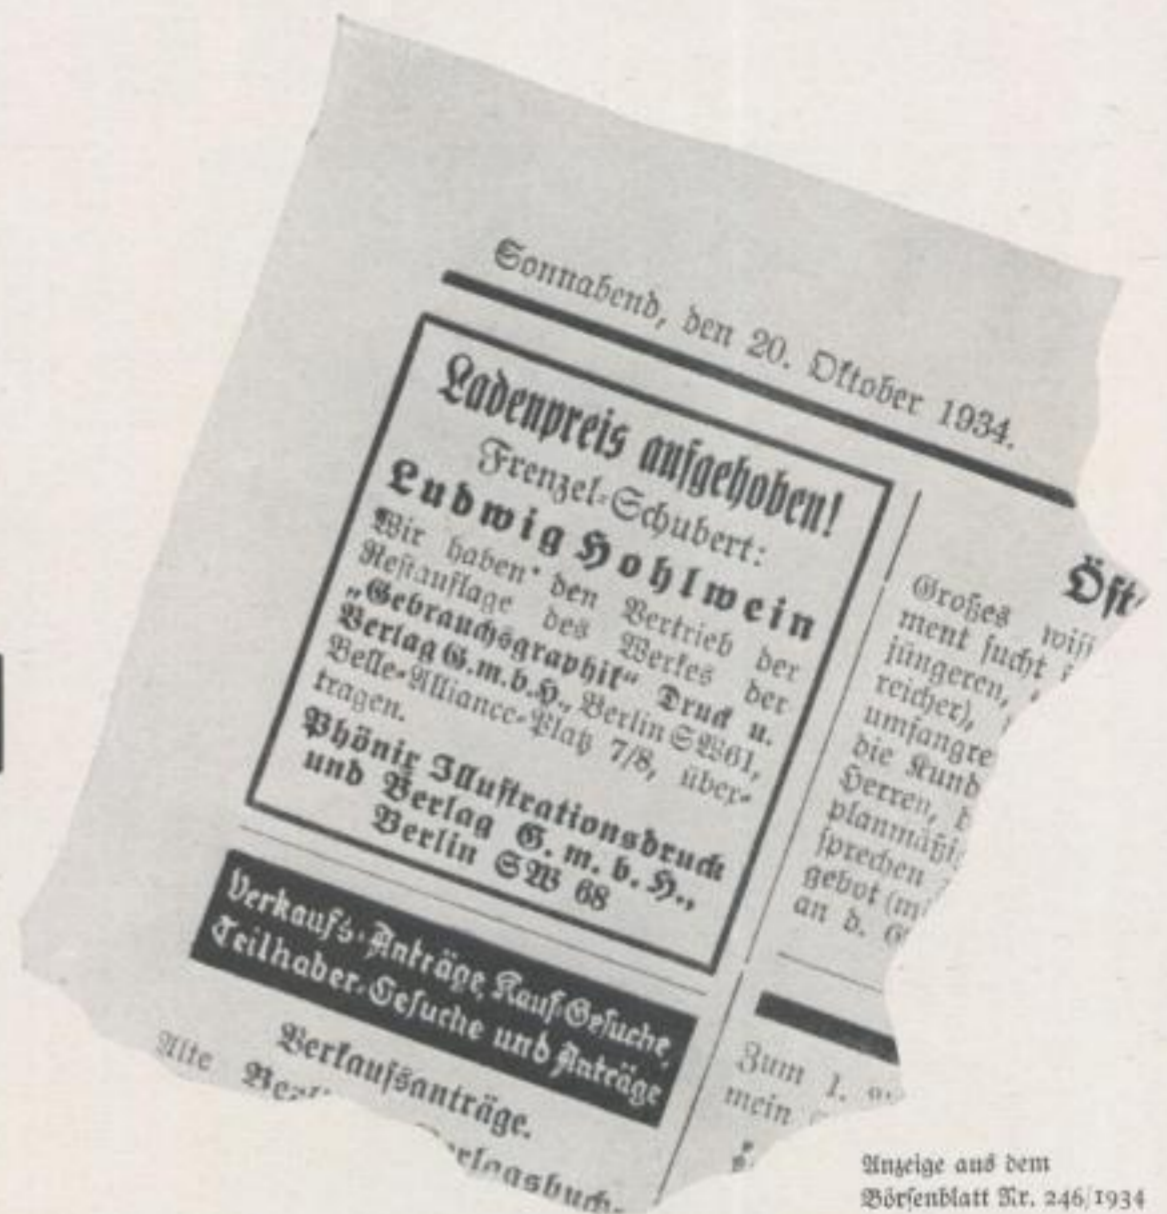 Sonnabend, den 20. Oktober 1934.
Ladenpreis aufgehoben!
Frenzel-Schubert:
Ludwig Hohlwein
Wir haben den Vertrieb der
Restauflage des Werkes der
„Gebrauchsgraphik“ Druck u.
Verlag G.m.b.H., Berlin SW61,
Belle-Alliance-Platz 7/8, über-
tragen.
Phönix Illustrationsdruck
und Verlag G. m. b. H.,
Berlin SW 68
Verkaufs-Anträge, Kauf-Gesuche,
Teilhaber-Gesuche und Anträge
Verkaufsanträge.
Alte
Öst
Großes
ment sucht
jüngeren,
reicher),
umfangre
die Kund
Herren,
planmäßi
sprechen
gebot
an d.
Zum 1.
mein
Anzeige aus dem
Börsenblatt Nr. 246/1934